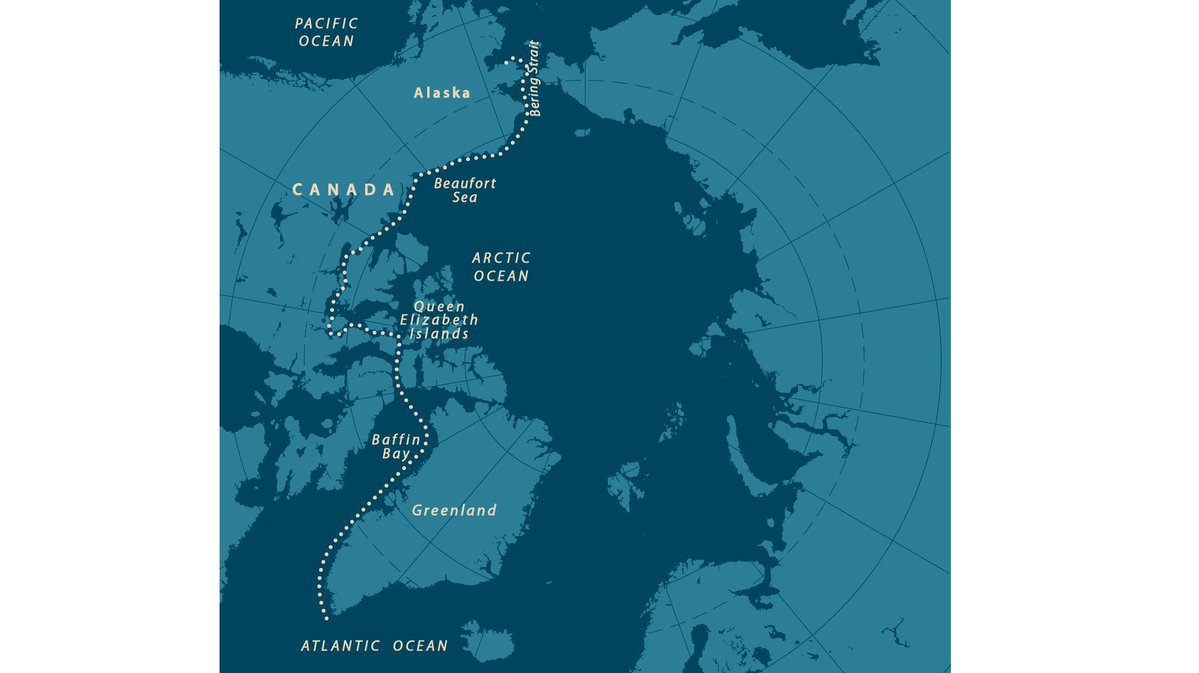 PACIFIC
OCEAN
Bering Strait
Alaska
CANADA
Beaufort
Sea
ARCTIC
OCEAN
Queen
Elizabeth
Islands
Baffin
Bay
Greenland
ATLANTIC OCEAN